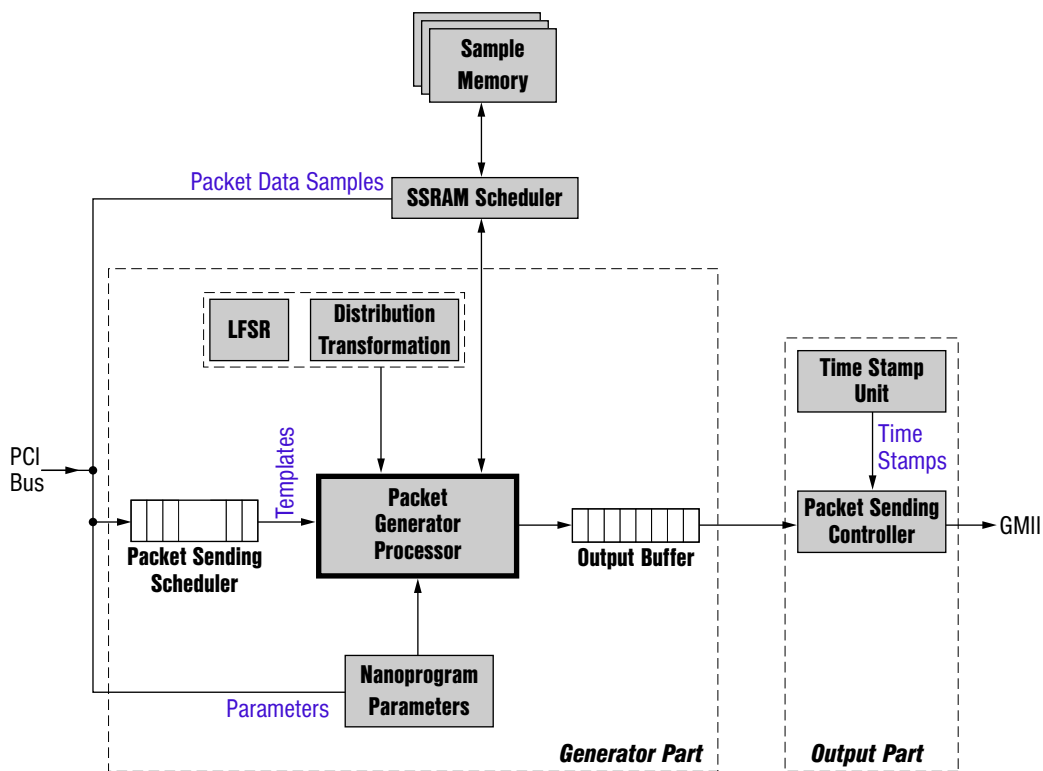 Sample
Memory
Packet Data Samples
SSRAM Scheduler
LFSR
Distribution
Transformation
Time Stamp
Unit
Time
Stamps
PCI
Bus
Templates
Packet
Generator
Processor
Packet Sending
Scheduler
Output Buffer
Packet Sending
Controller
GMII
Nanoprogram
Parameters
Parameters
Generator Part
Output Part